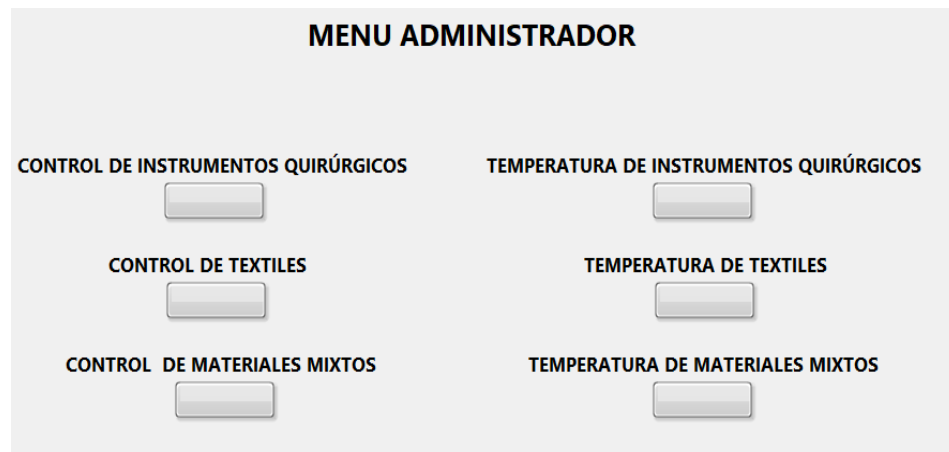 MENU ADMINISTRADOR
CONTROL DE INSTRUMENTOS QUIRÚRGICOS
TEMPERATURA DE INSTRUMENTOS QUIRÚRGICOS
CONTROL DE TEXTILES
TEMPERATURA DE TEXTILES
CONTROL  DE MATERIALES MIXTOS
TEMPERATURA DE MATERIALES MIXTOS